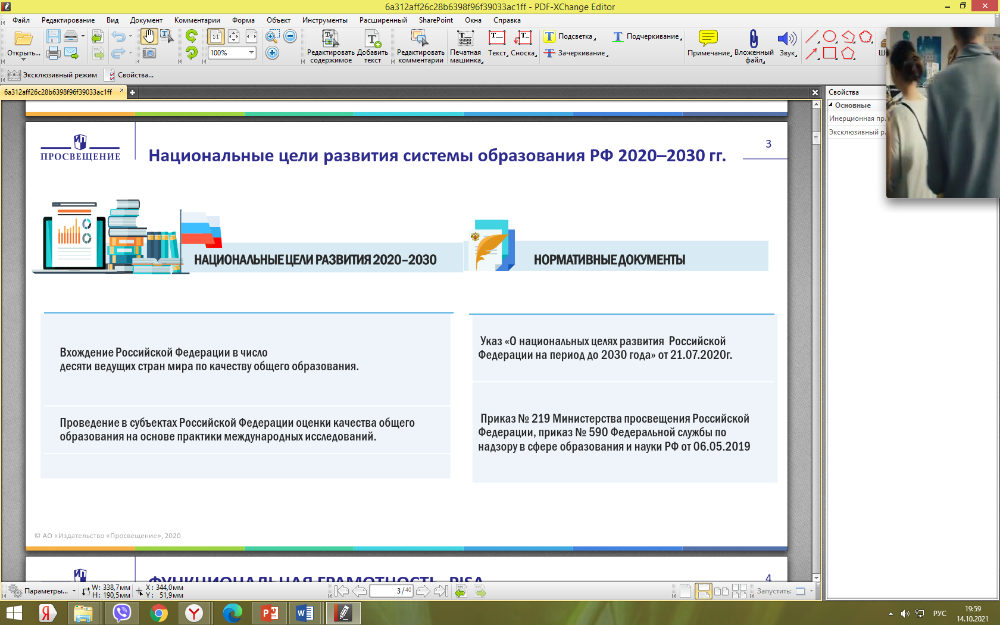 6a312aff26c28b6398f96f39033ac1ff - PDF-XChange Editor
Файл Редактирование Вид Документ Комментарии Форма Объект Инструменты Расширенный SharePoint Окна Справка
Открыть...
100%
Редактировать содержимое
Добавить текст
Редактировать комментарии
Печатная машинка
Текст
Сноска
Подсветка
Зачеркивание
Подчеркивание
Примечание
Вложенный файл
Звук
Эксклюзивный режим Свойства...
6a312aff26c28b6398f96f39033ac1ff
Свойства
Основные
Инерционная пр
Эксклюзивный р
ПРОСВЕЩЕНИЕ
Национальные цели развития системы образования РФ 2020–2030 гг.
3
НАЦИОНАЛЬНЫЕ ЦЕЛИ РАЗВИТИЯ 2020–2030
НОРМАТИВНЫЕ ДОКУМЕНТЫ
Вхождение Российской Федерации в число
десяти ведущих стран мира по качеству общего образования.
Проведение в субъектах Российской Федерации оценки качества общего
образования на основе практики международных исследований.
Указ «О национальных целях развития Российской
Федерации на период до 2030 года» от 21.07.2020г.
Приказ № 219 Министерства просвещения Российской
Федерации, приказ № 590 Федеральной службы по
надзору в сфере образования и науки РФ от 06.05.2019
© АО «Издательство «Просвещение», 2020
ФУНКЦИОНАЛЬНАЯ ГРАМОТНОСТЬ. PISA
4
Параметры...
W: 338,7мм
H: 190,5мм
X: 344,0мм
Y: 51,9мм
3/40
Запустить:
РУС
19:59
14.10.2021